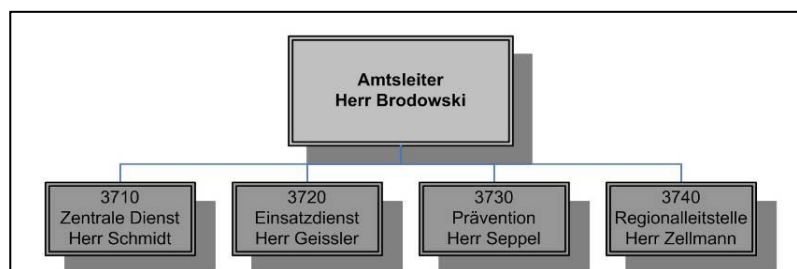 Amtsleiter
Herr Brodowski
3710
Zentrale Dienst
Herr Schmidt
3720
Einsatzdienst
Herr Geissler
3730
Prävention
Herr Seppel
3740
Regionalleitstelle
Herr Zellmann